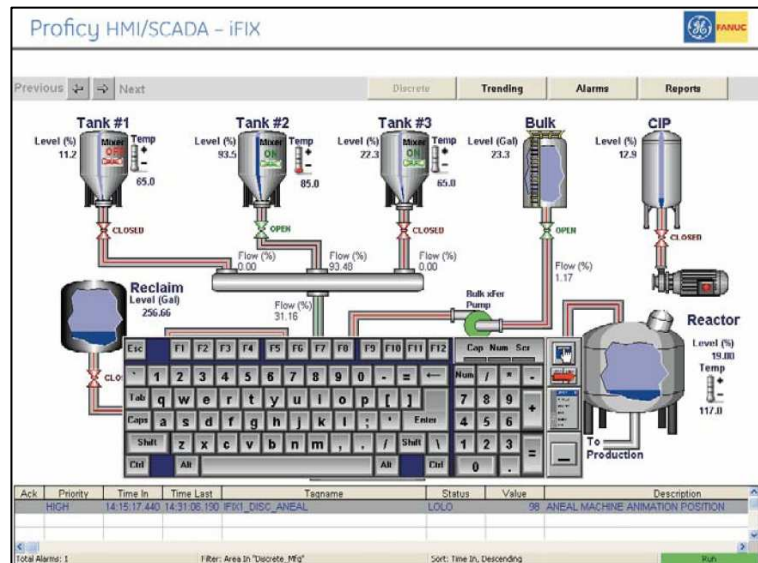 Proficy HMI/SCADA – iFIX
FANUC
Previous Next Discrete Trending Alarms Reports
Tank #1 Tank #2 Tank #3 Bulk CIP
Level (%) 11.2 Mixer OFF Temp + - 65.0
Level (%) 93.5 Mixer ON Temp + - 85.0
Level (%) 22.3 Mixer ON Temp + - 65.0
Level (Gal) 23.3
Level (%) 12.9
CLOSED OPEN CLOSED OPEN CLOSED
Flow (%) 0.00
Flow (%) 93.48
Flow (%) 0.00
Flow (%) 1.17
Reclaim
Level (Gal)
256.66
Flow (%)
31.16
Bulk xFer
Pump
Reactor
Level (%)
19.00
Temp
+
-
117.0
To
Production
Esc F1 F2 F3 F4 F5 F6 F7 F8 F9 F10 F11 F12 Cap Num Scr
` 1 2 3 4 5 6 7 8 9 0 - = ← Num / * -
Tab q w e r t y u i o p [ ] 7 8 9 +
Caps a s d f g h j k l ; ' Enter 4 5 6
Shift z x c v b n m , . / Shift \ 1 2 3 =
Ctrl Alt Alt Ctrl 0 .
Ack Priority Time In Time Last Tagname Status Value Description
HIGH 14:15:17.440 14:31:06.190 IFIX1_DISC_ANEAL LOLO 98 ANEAL MACHINE ANIMATION POSITION
Total Alarms: 1 Filter: Area In "Discrete_Mfg" Sort: Time In, Descending Run